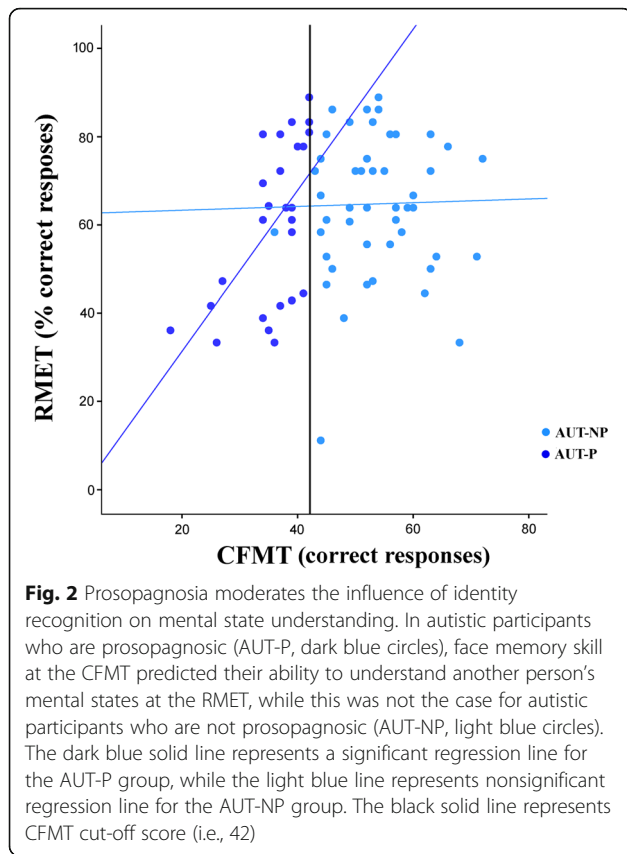 100
80
60
40
20
0
RMET (% correct resposes)
AUT-NP
AUT-P
20
40
60
80
CFMT (correct responses)
Fig. 2 Prosopagnosia moderates the influence of identity
recognition on mental state understanding. In autistic participants
who are prosopagnosic (AUT-P, dark blue circles), face memory skill
at the CFMT predicted their ability to understand another person's
mental states at the RMET, while this was not the case for autistic
participants who are not prosopagnosic (AUT-NP, light blue circles).
The dark blue solid line represents a significant regression line for
the AUT-P group, while the light blue line represents nonsignificant
regression line for the AUT-NP group. The black solid line represents
CFMT cut-off score (i.e., 42)